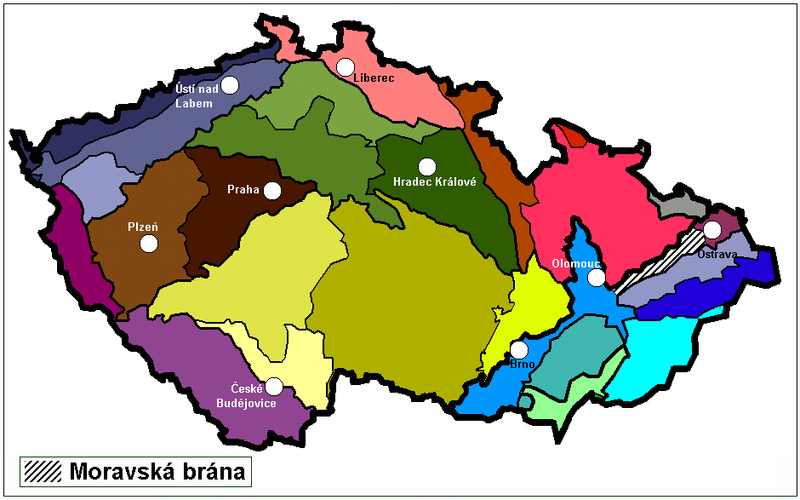 Liberec
Ústí nad
Labem
Hradec Králové
Praha
Plzeň
Ostrava
Olomouc
Brno
České
Budějovice
Moravská brána